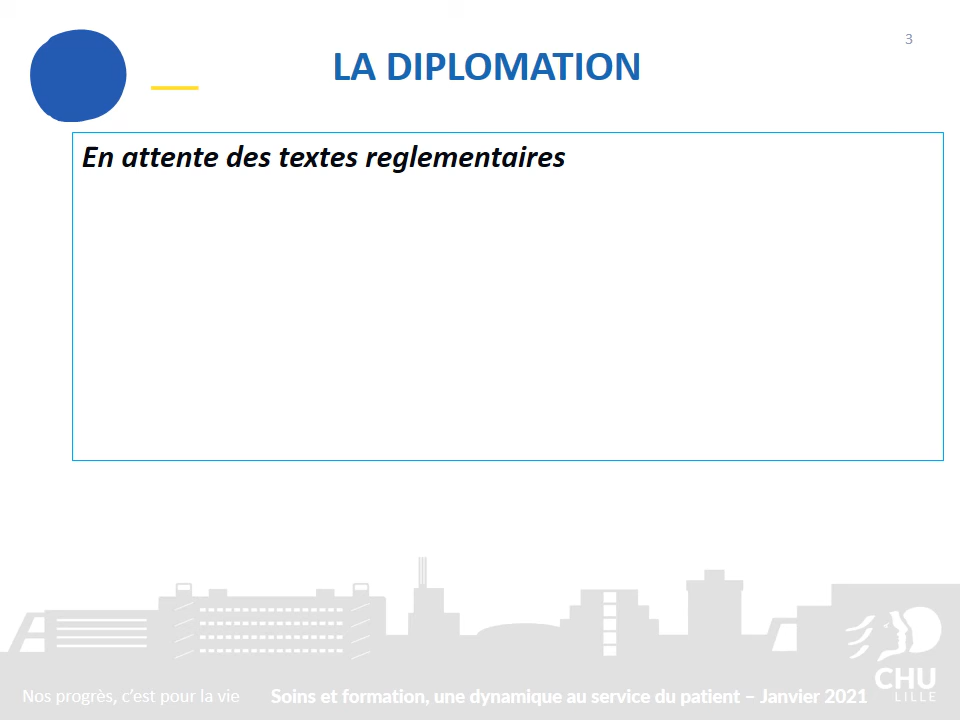 3
LA DIPLOMATION
En attente des textes reglementaires
Nos progrès, c'est pour la vie
Soins et formation, une dynamique au service du patient – Janvier 2021
CHU
LILLE